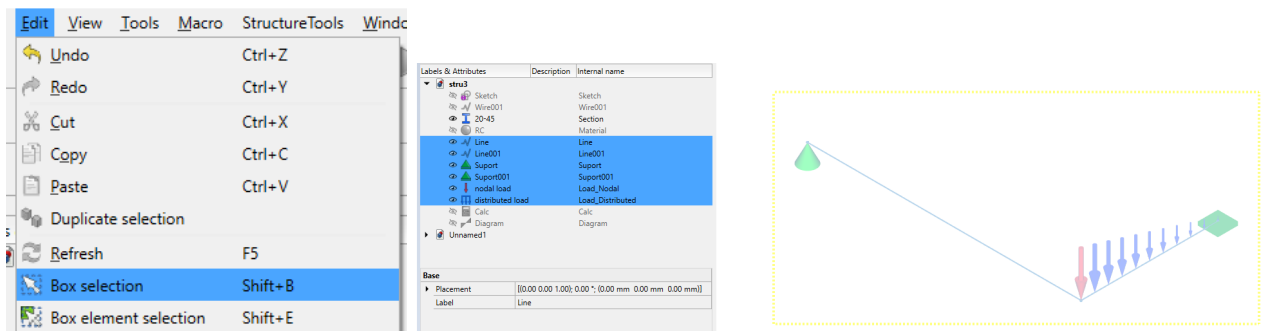 Edit View Tools Macro StructureTools
Undo Ctrl+Z
Redo Ctrl+Y
Cut Ctrl+X
Copy Ctrl+C
Paste Ctrl+V
Duplicate selection
Refresh F5
Box selection Shift+B
Box element selection Shift+E
Labels & Attributes Description Internal name
stru3
Sketch Sketch
Wire001 Wire001
20-45 Section
RC Material
Line Line
Line001 Line001
Suport Suport
Suport001 Suport001
nodal load Load_Nodal
distributed load Load_Distributed
Calc Calc
Diagram Diagram
Unnamed1
Base
Placement [(0.00 0.00 1.00); 0.00 °; (0.00 mm 0.00 mm 0.00 mm)]
Label Line